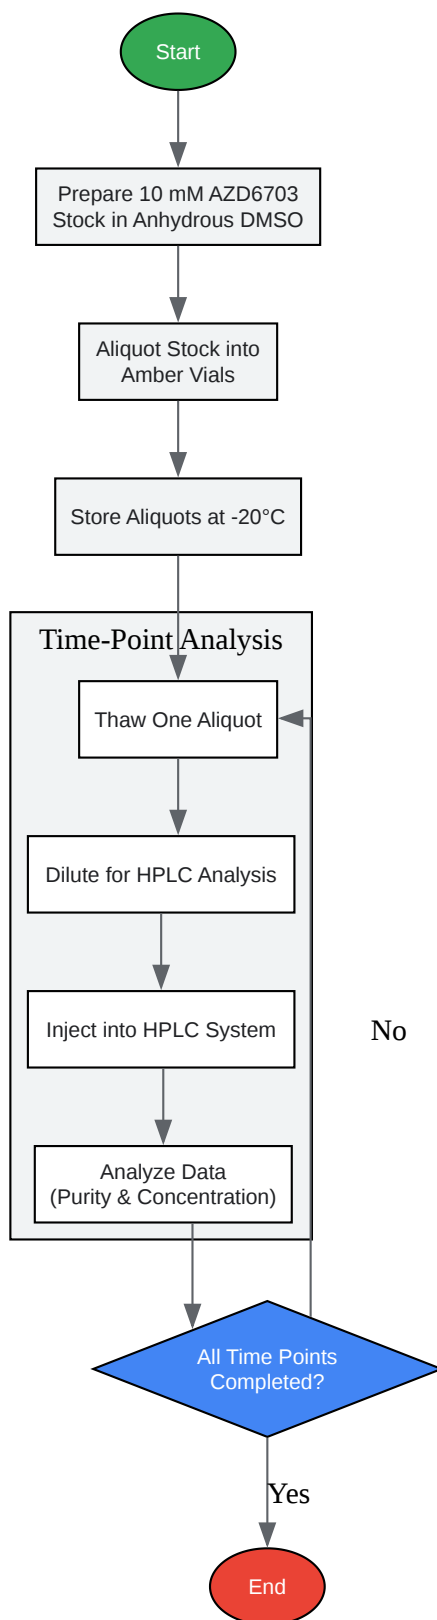 Start
Prepare 10 mM AZD6703
Stock in Anhydrous DMSO
Aliquot Stock into
Amber Vials
Store Aliquots at -20°C
Time-Point Analysis
Thaw One Aliquot
Dilute for HPLC Analysis
Inject into HPLC System
No
Analyze Data
(Purity & Concentration)
All Time Points
Completed?
Yes
End